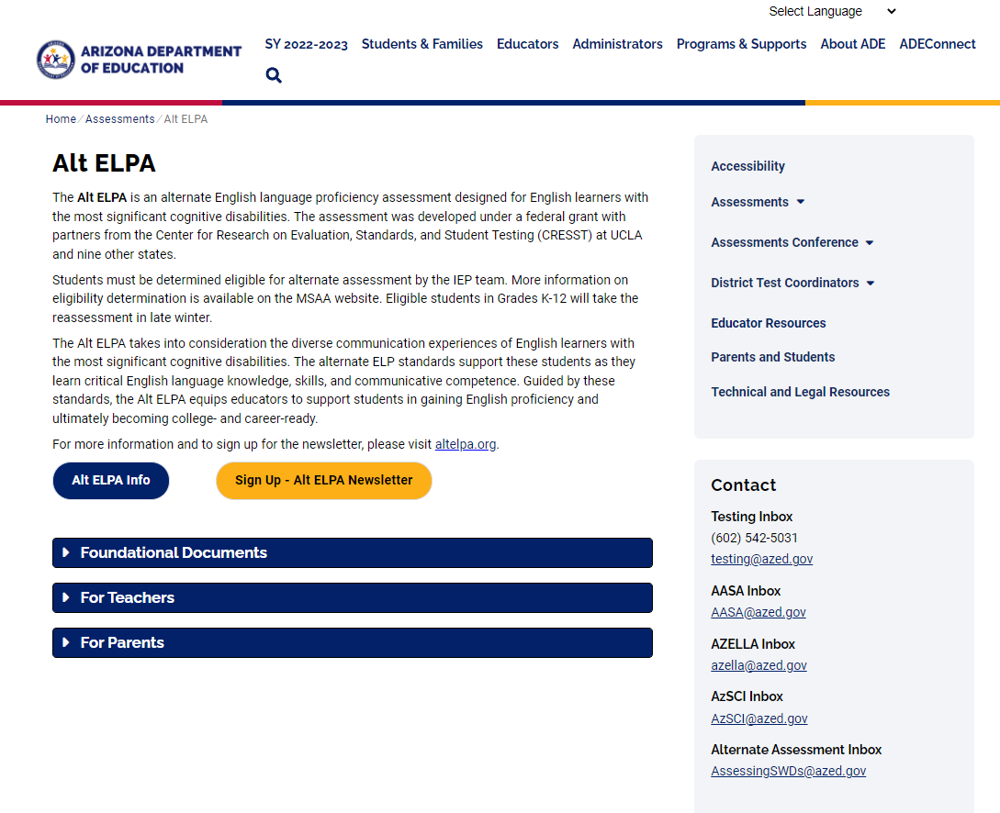 Select Language
ARIZONA DEPARTMENT
OF EDUCATION
SY 2022-2023 Students & Families Educators Administrators Programs & Supports About ADE ADEConnect
Home / Assessments / Alt ELPA
Alt ELPA
The Alt ELPA is an alternate English language proficiency assessment designed for English learners with
the most significant cognitive disabilities. The assessment was developed under a federal grant with
partners from the Center for Research on Evaluation, Standards, and Student Testing (CRESST) at UCLA
and nine other states.
Students must be determined eligible for alternate assessment by the IEP team. More information on
eligibility determination is available on the MSAA website. Eligible students in Grades K-12 will take the
reassessment in late winter.
The Alt ELPA takes into consideration the diverse communication experiences of English learners with
the most significant cognitive disabilities. The alternate ELP standards support these students as they
learn critical English language knowledge, skills, and communicative competence. Guided by these
standards, the Alt ELPA equips educators to support students in gaining English proficiency and
ultimately becoming college- and career-ready.
For more information and to sign up for the newsletter, please visit altelpa.org.
Alt ELPA Info
Sign Up - Alt ELPA Newsletter
Foundational Documents
For Teachers
For Parents
Accessibility
Assessments
Assessments Conference
District Test Coordinators
Educator Resources
Parents and Students
Technical and Legal Resources
Contact
Testing Inbox
(602) 542-5031
testing@azed.gov
AASA Inbox
AASA@azed.gov
AZELLA Inbox
azella@azed.gov
AzSCI Inbox
AzSCI@azed.gov
Alternate Assessment Inbox
AssessingSWDs@azed.gov